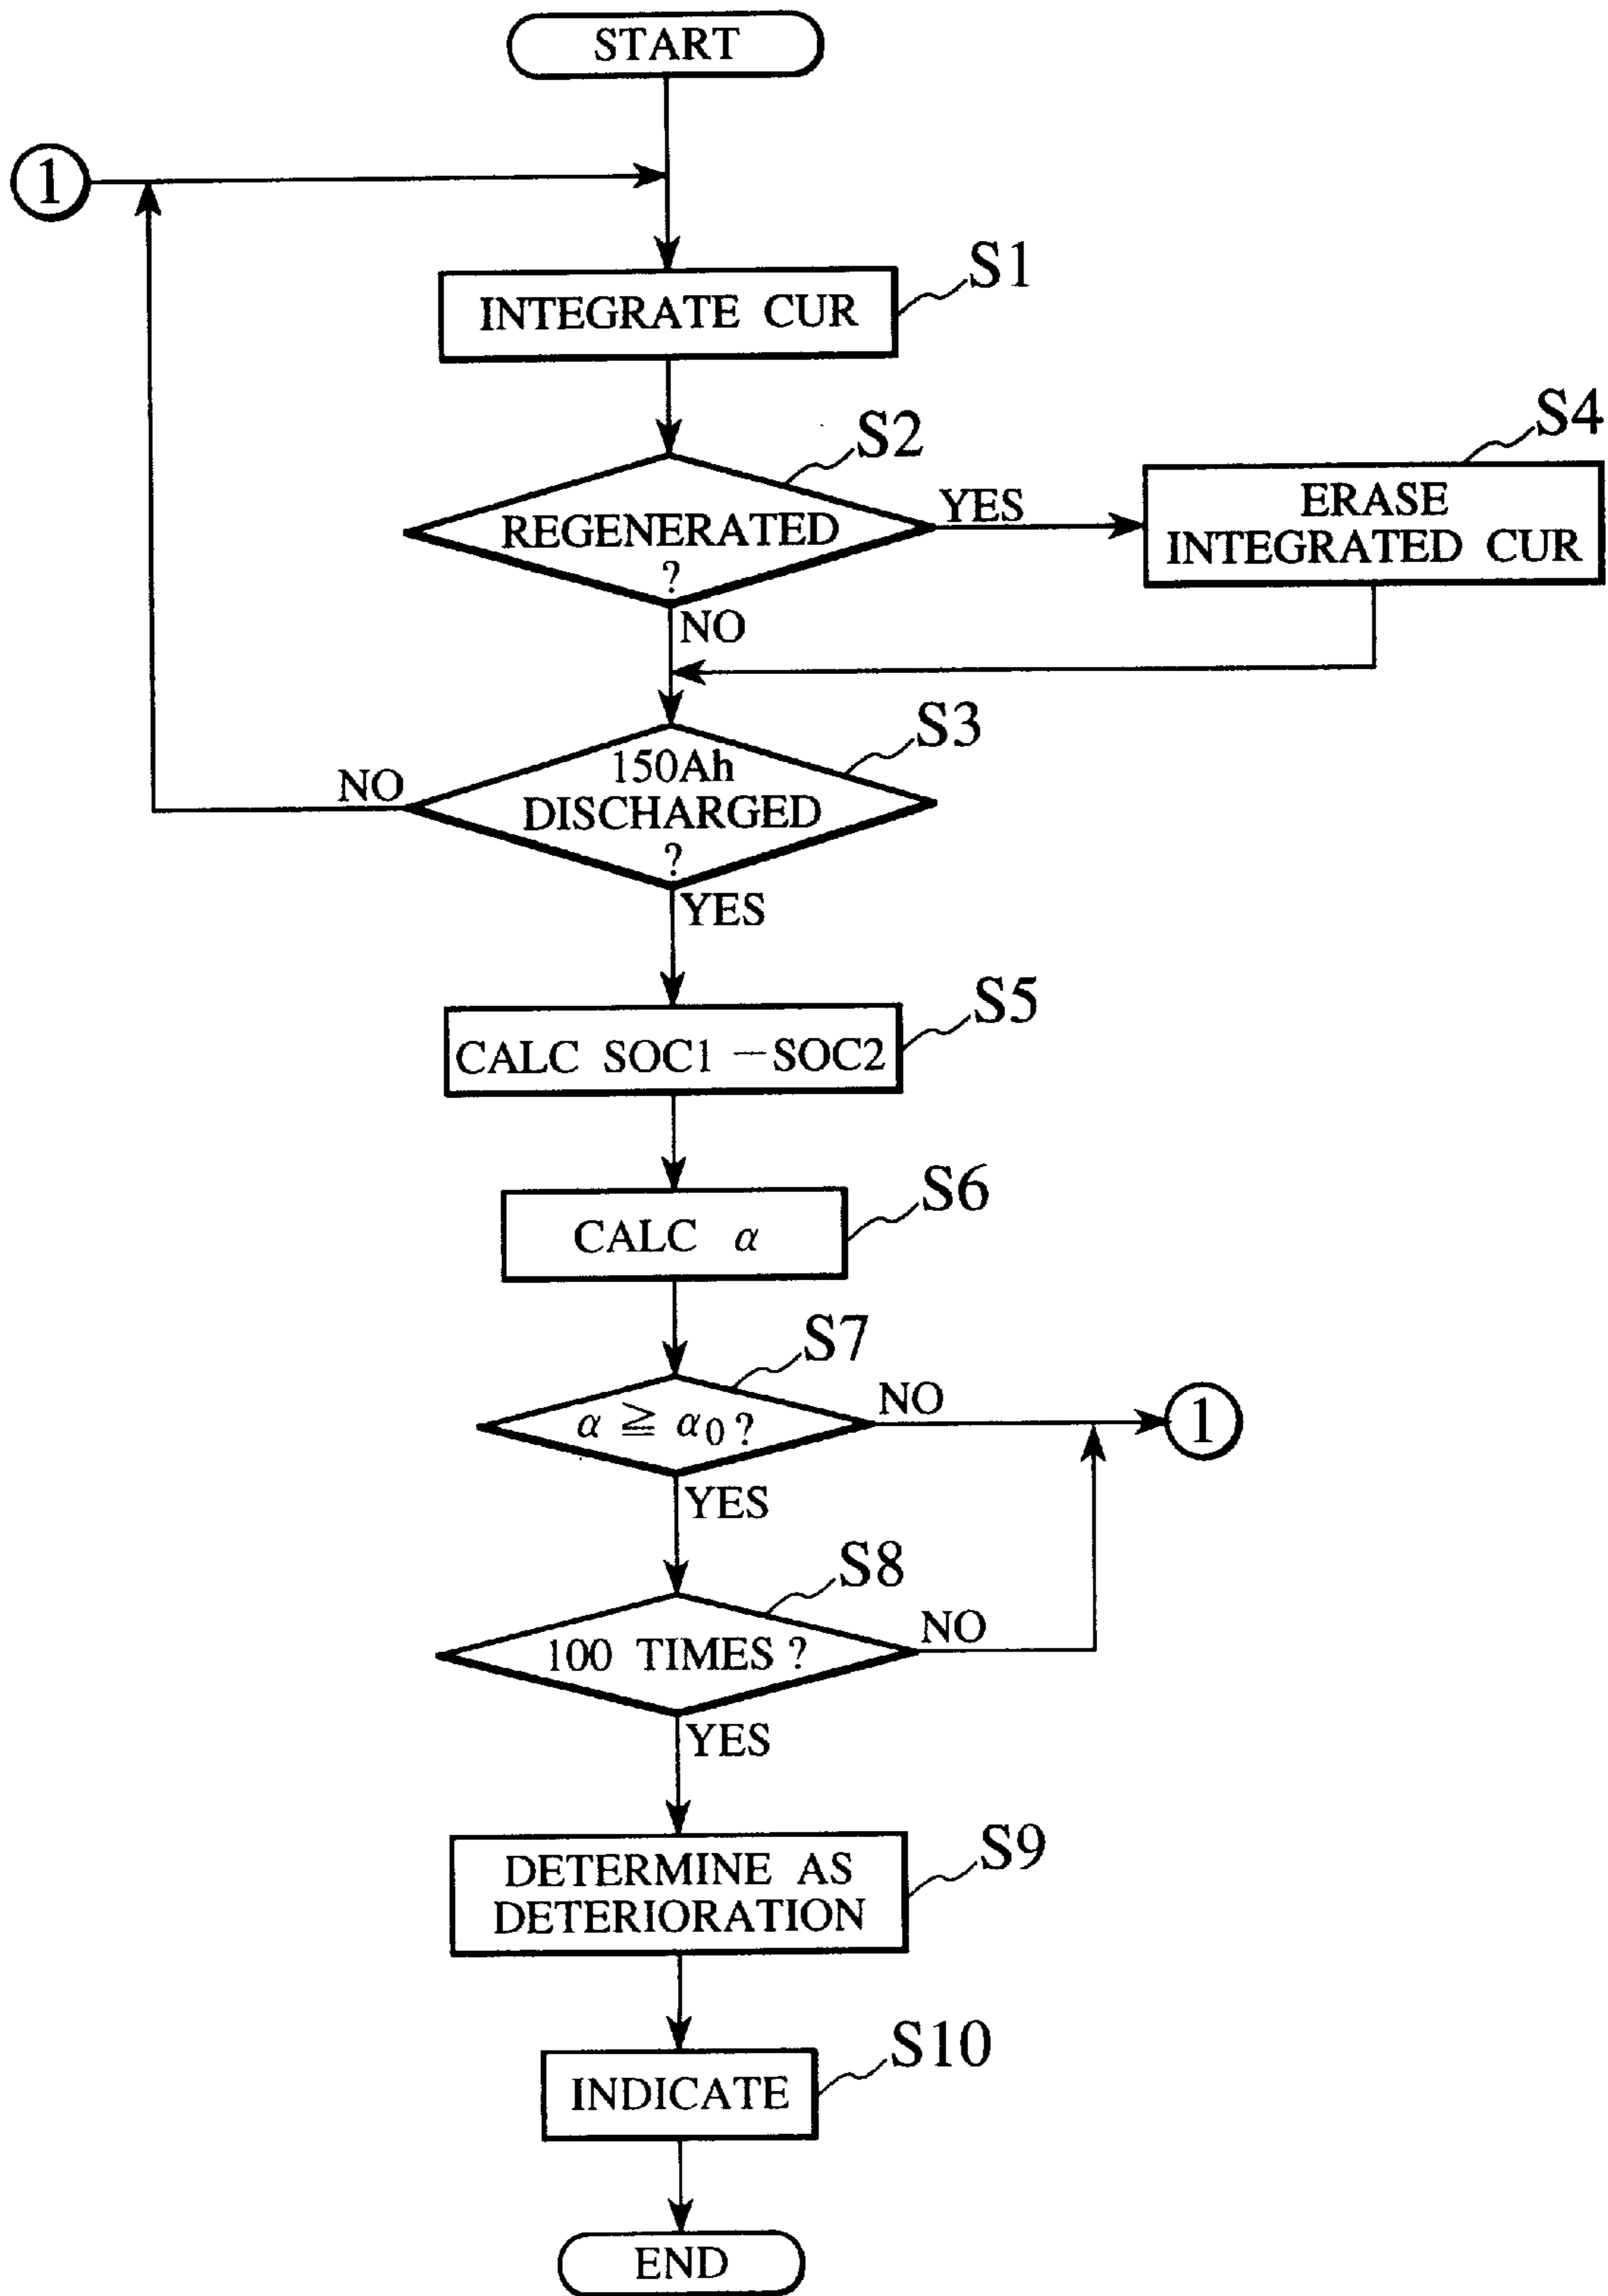 START
1
S1
INTEGRATE CUR
S2
S4
REGENERATED
?
YES
ERASE
INTEGRATED CUR
NO
S3
150Ah
DISCHARGED
?
NO
YES
S5
CALC SOC1 －SOC2
S6
CALC α
S7
α ≧ α0 ?
NO
1
YES
S8
100 TIMES ?
NO
YES
S9
DETERMINE AS
DETERIORATION
S10
INDICATE
END